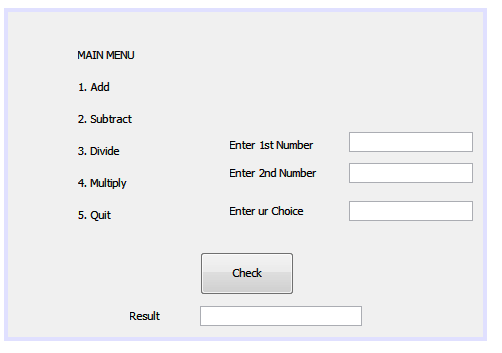 MAIN MENU
1. Add
2. Subtract
3. Divide
4. Multiply
5. Quit
Enter 1st Number
Enter 2nd Number
Enter ur Choice
Check
Result